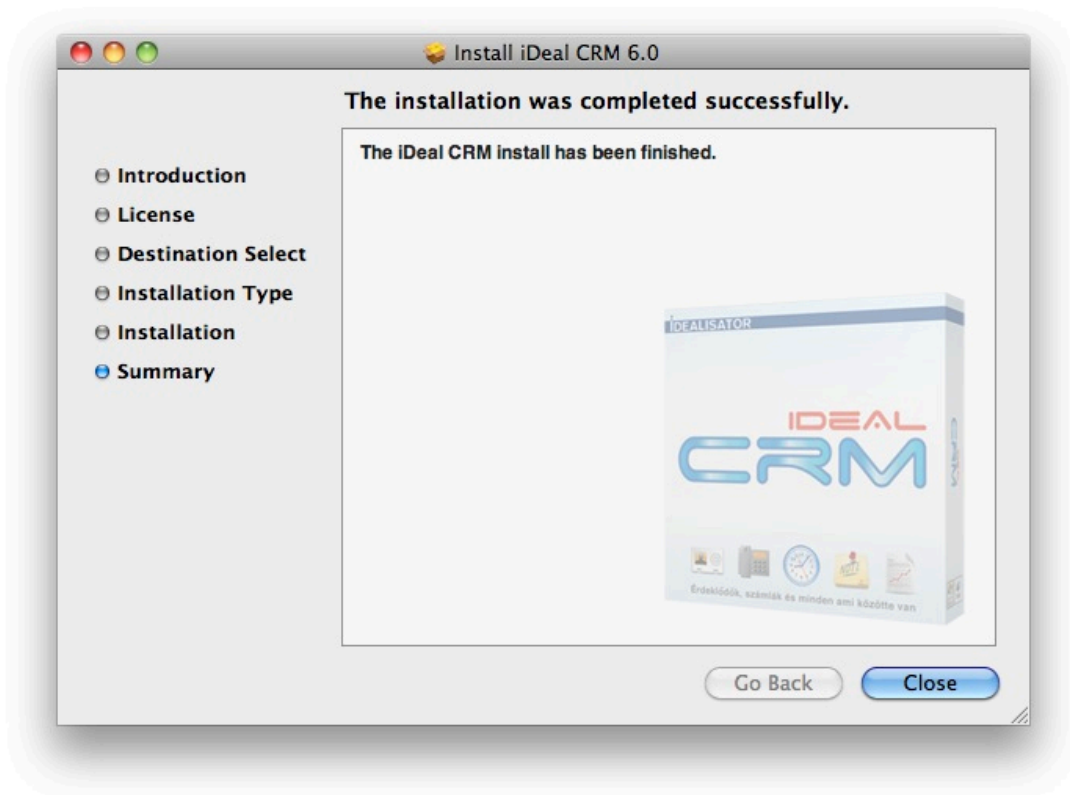 Install iDeal CRM 6.0
The installation was completed successfully.
The iDeal CRM install has been finished.
Introduction
License
Destination Select
Installation Type
Installation
Summary
iDEALISATOR
IDEAL
CRM
CRM
Érdeklődők, számlák és minden ami közötte van
Go Back
Close